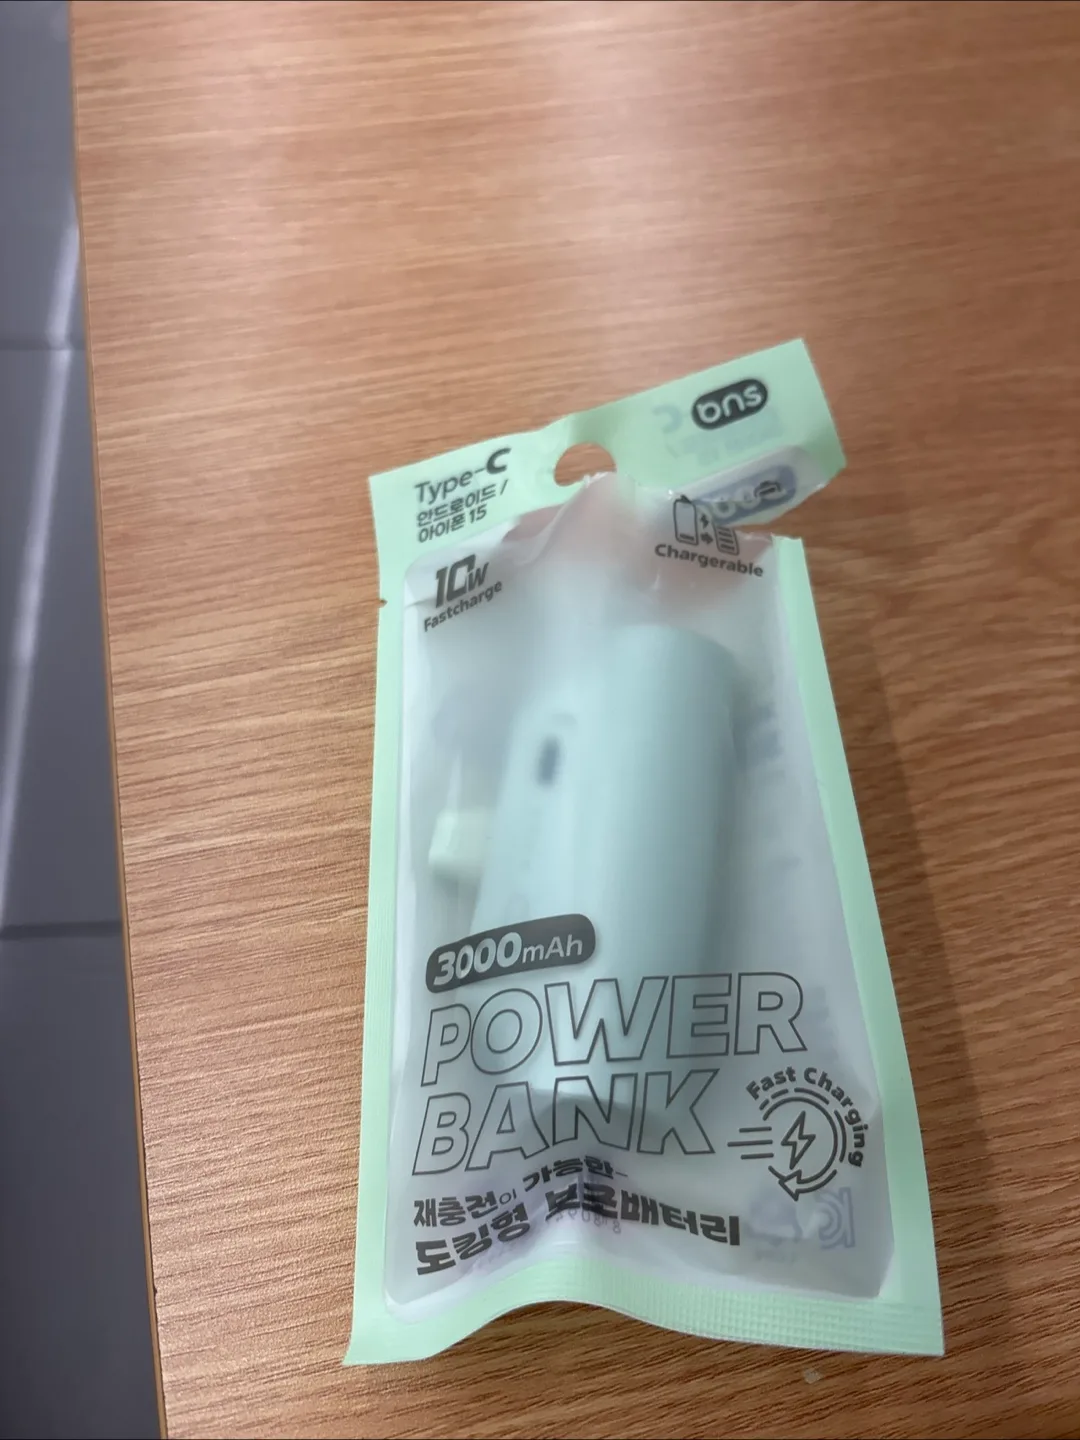 bns
Type-C
안드로이드 /
아이폰 15
Chargerable
10W
Fastcharge
3000mAh
POWER
BANK
Fast Charging
재충전이 가능한
도킹형 보조배터리